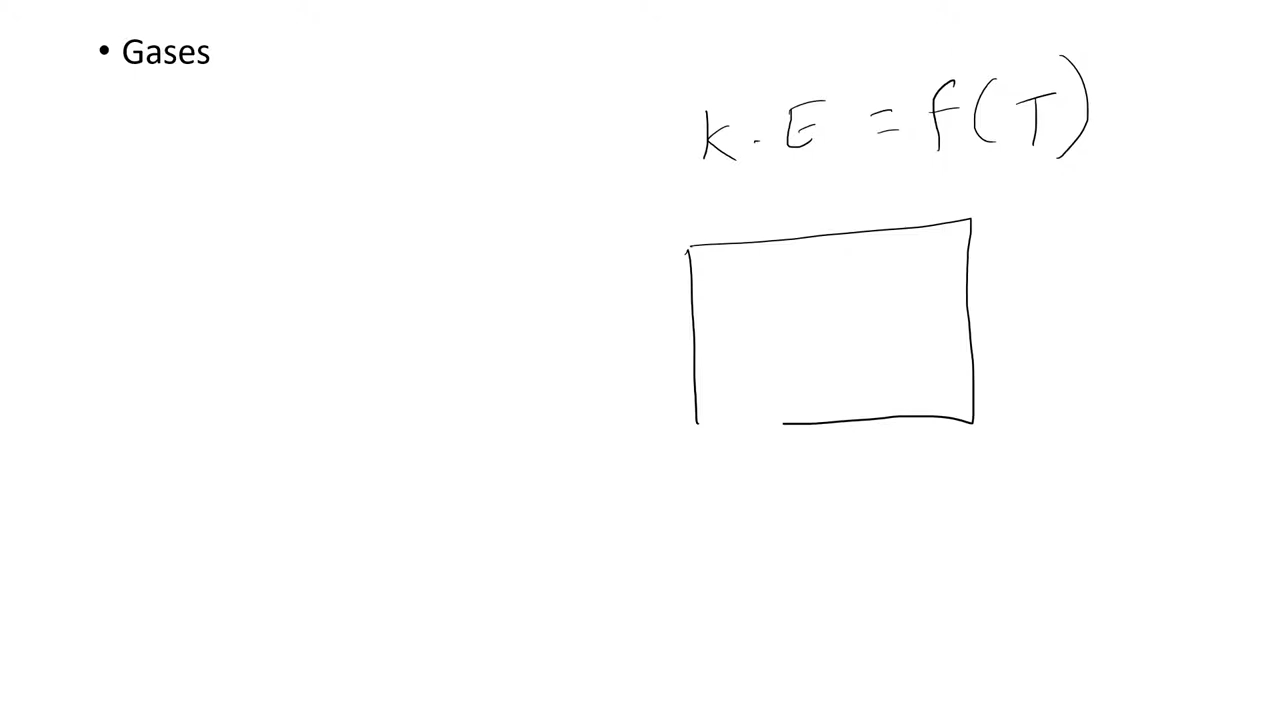 • Gases
K.E = f(T)